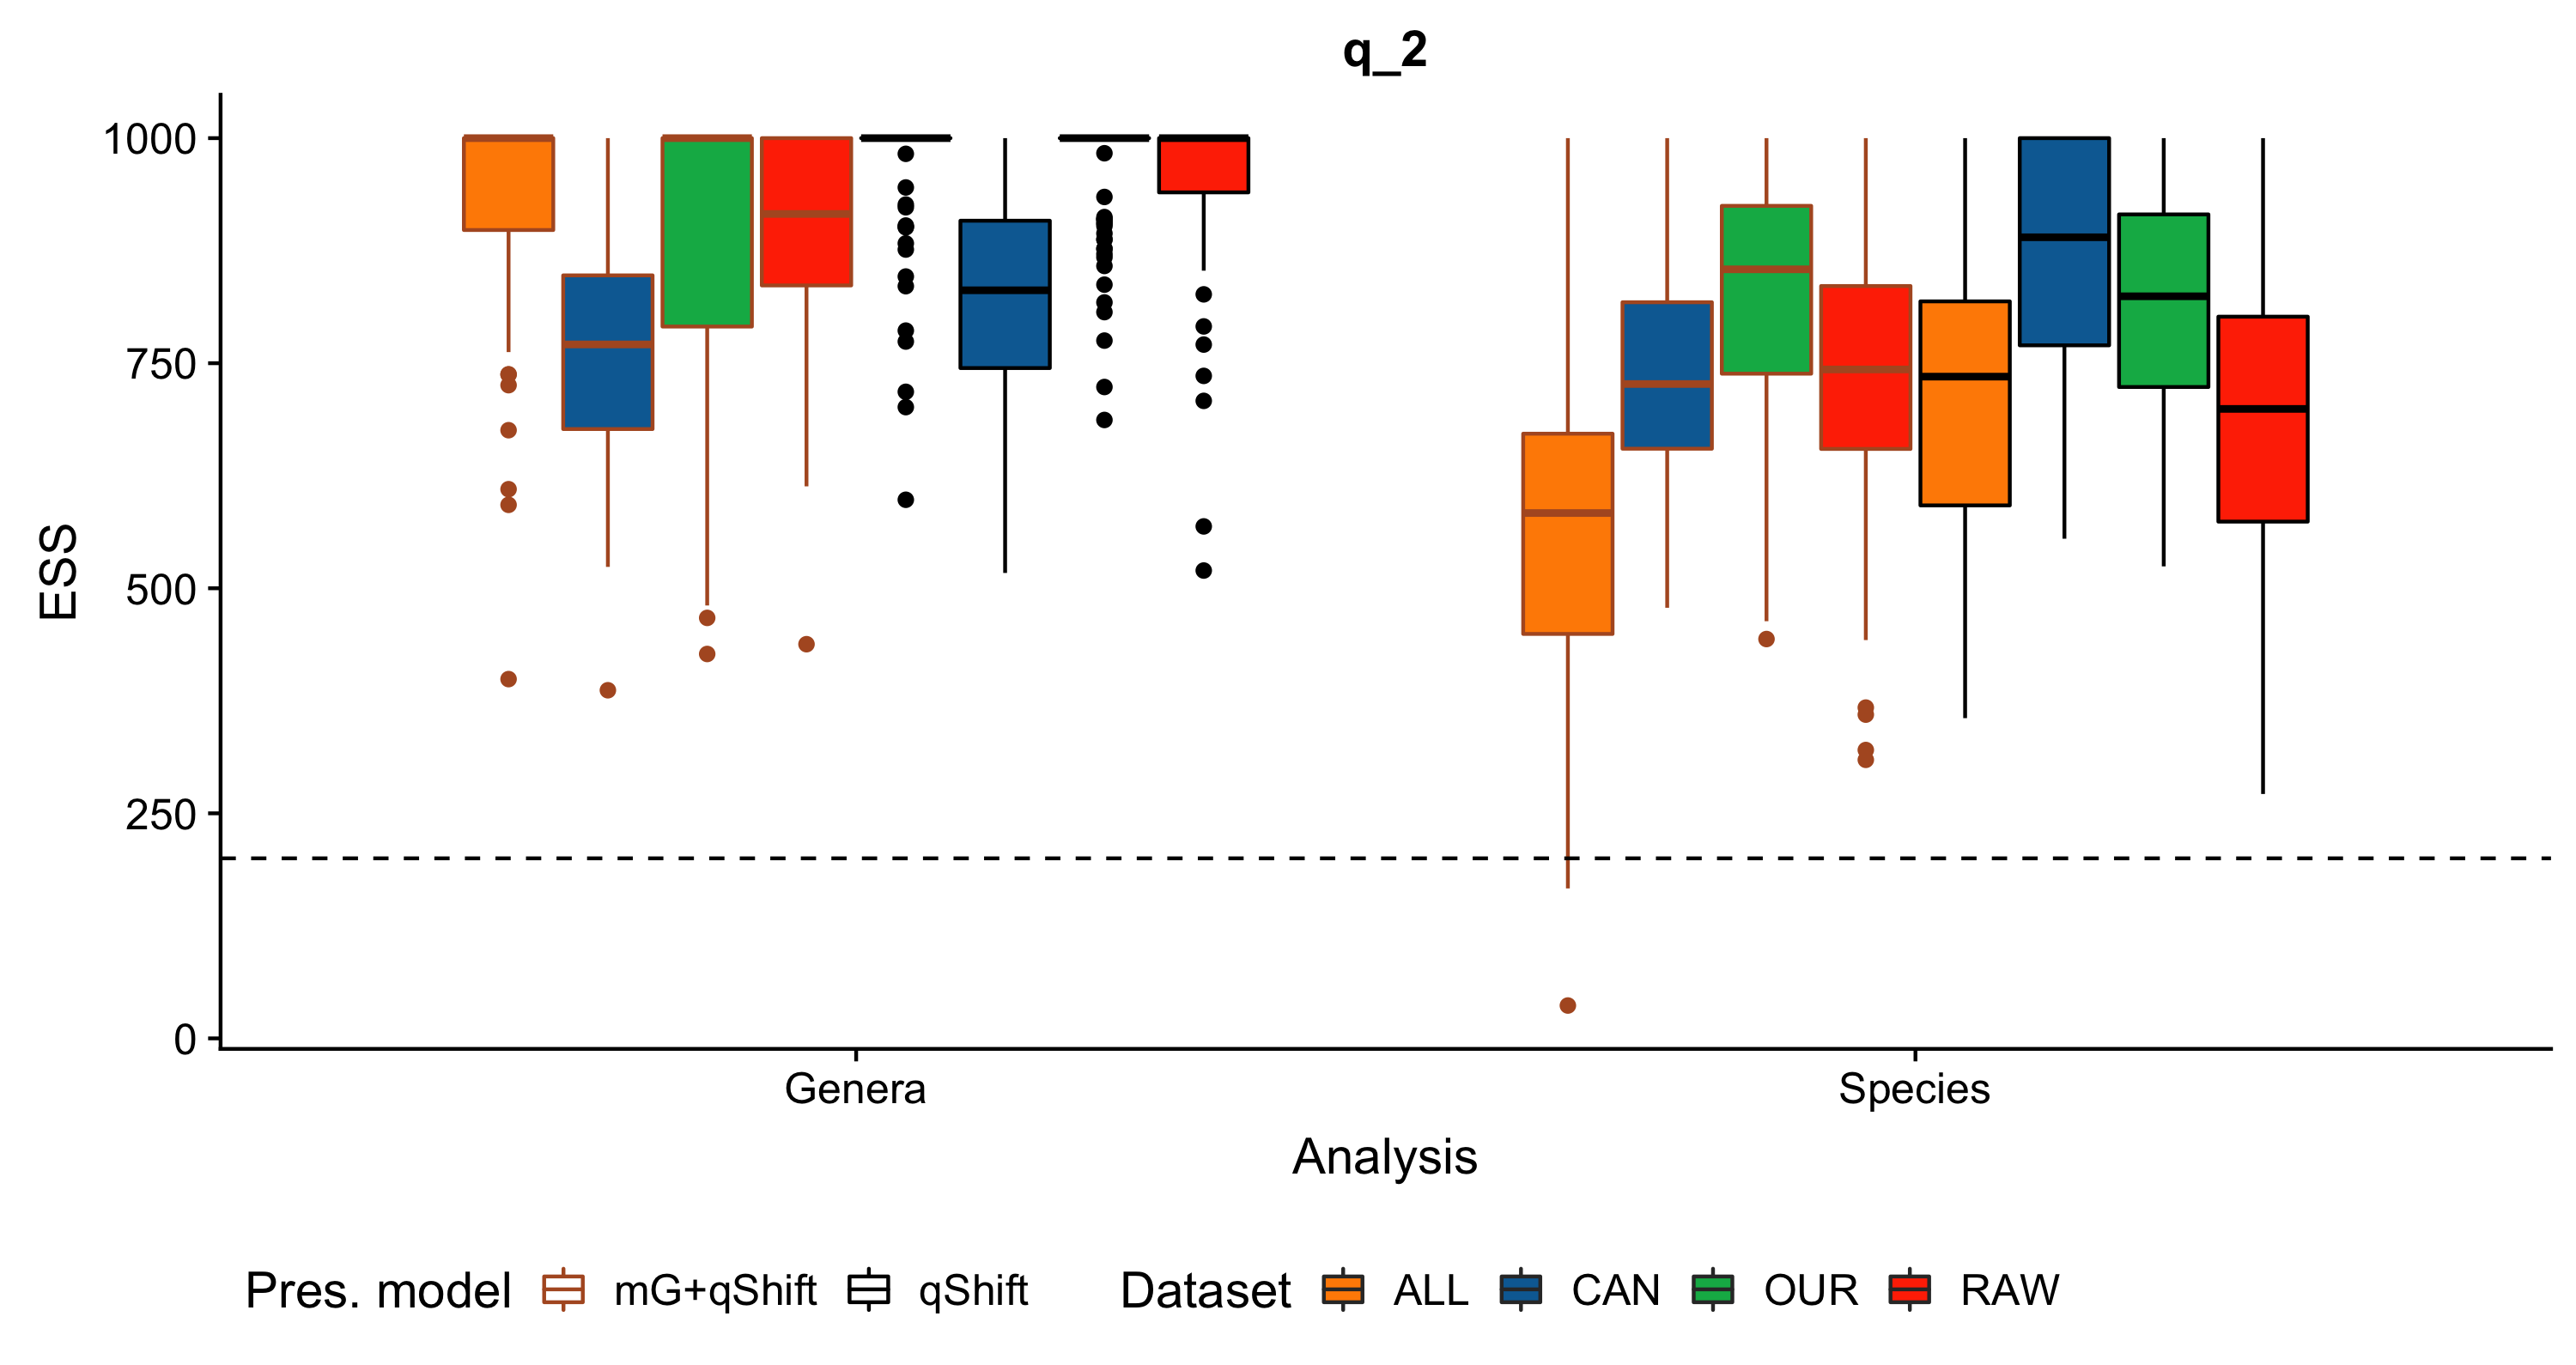 q_2
ESS
1000
750
500
250
0
Genera Species
Analysis
Pres. model mG+qShift qShift Dataset ALL CAN OUR RAW